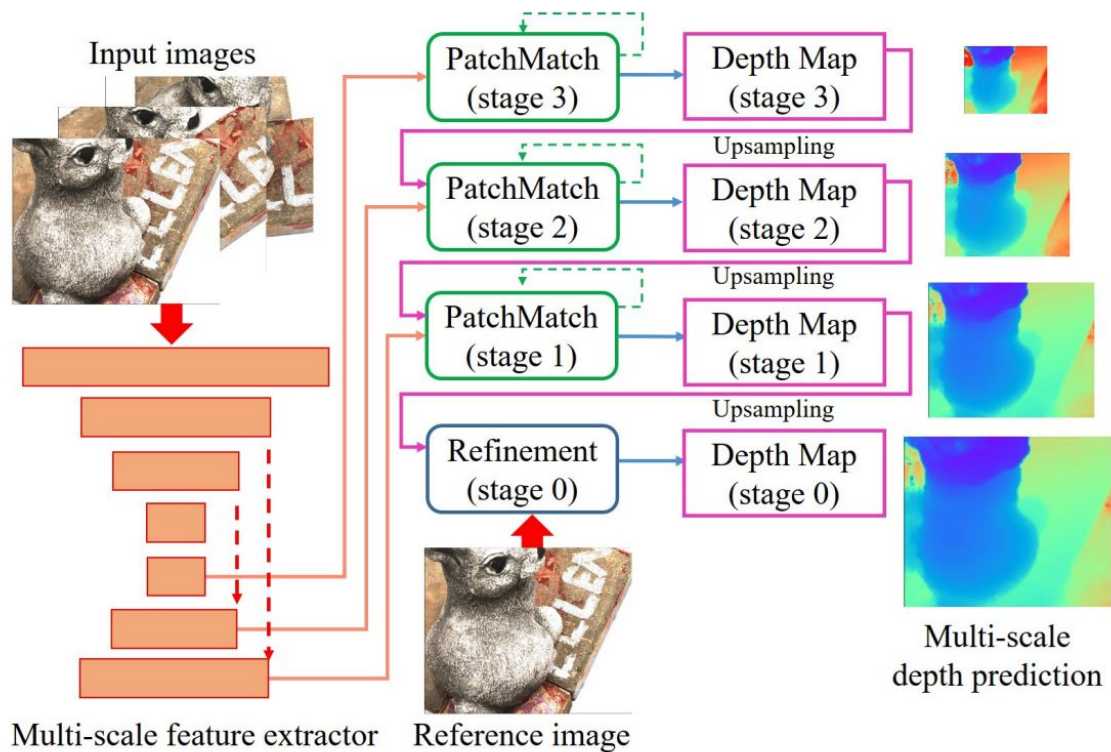 Input images
PatchMatch
(stage 3)
Depth Map
(stage 3)
Upsampling
PatchMatch
(stage 2)
Depth Map
(stage 2)
Upsampling
PatchMatch
(stage 1)
Depth Map
(stage 1)
Upsampling
Refinement
(stage 0)
Depth Map
(stage 0)
Multi-scale
depth prediction
Multi-scale feature extractor
Reference image